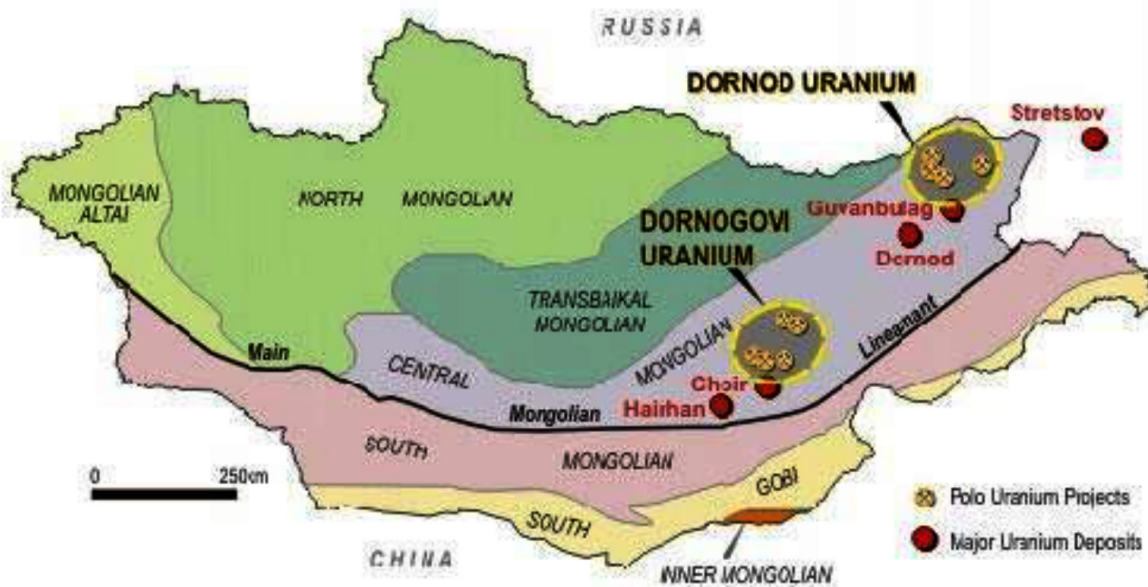 RUSSIA
DORNOD URANIUM
Stretstov
MONGOLIAN
ALTAI
NORTH MONGOLIAN
Guvanbulag
DORNOGOVI
URANIUM
Dornod
TRANSBAIKAL
MONGOLIAN
MONGOLIAN
Lineamant
Main
CENTRAL
Choir
Mongolian
Hairhan
SOUTH
MONGOLIAN
0 250km
GOBI
Polo Uranium Projects
SOUTH
Major Uranium Deposits
CHINA
INNER MONGOLIAN